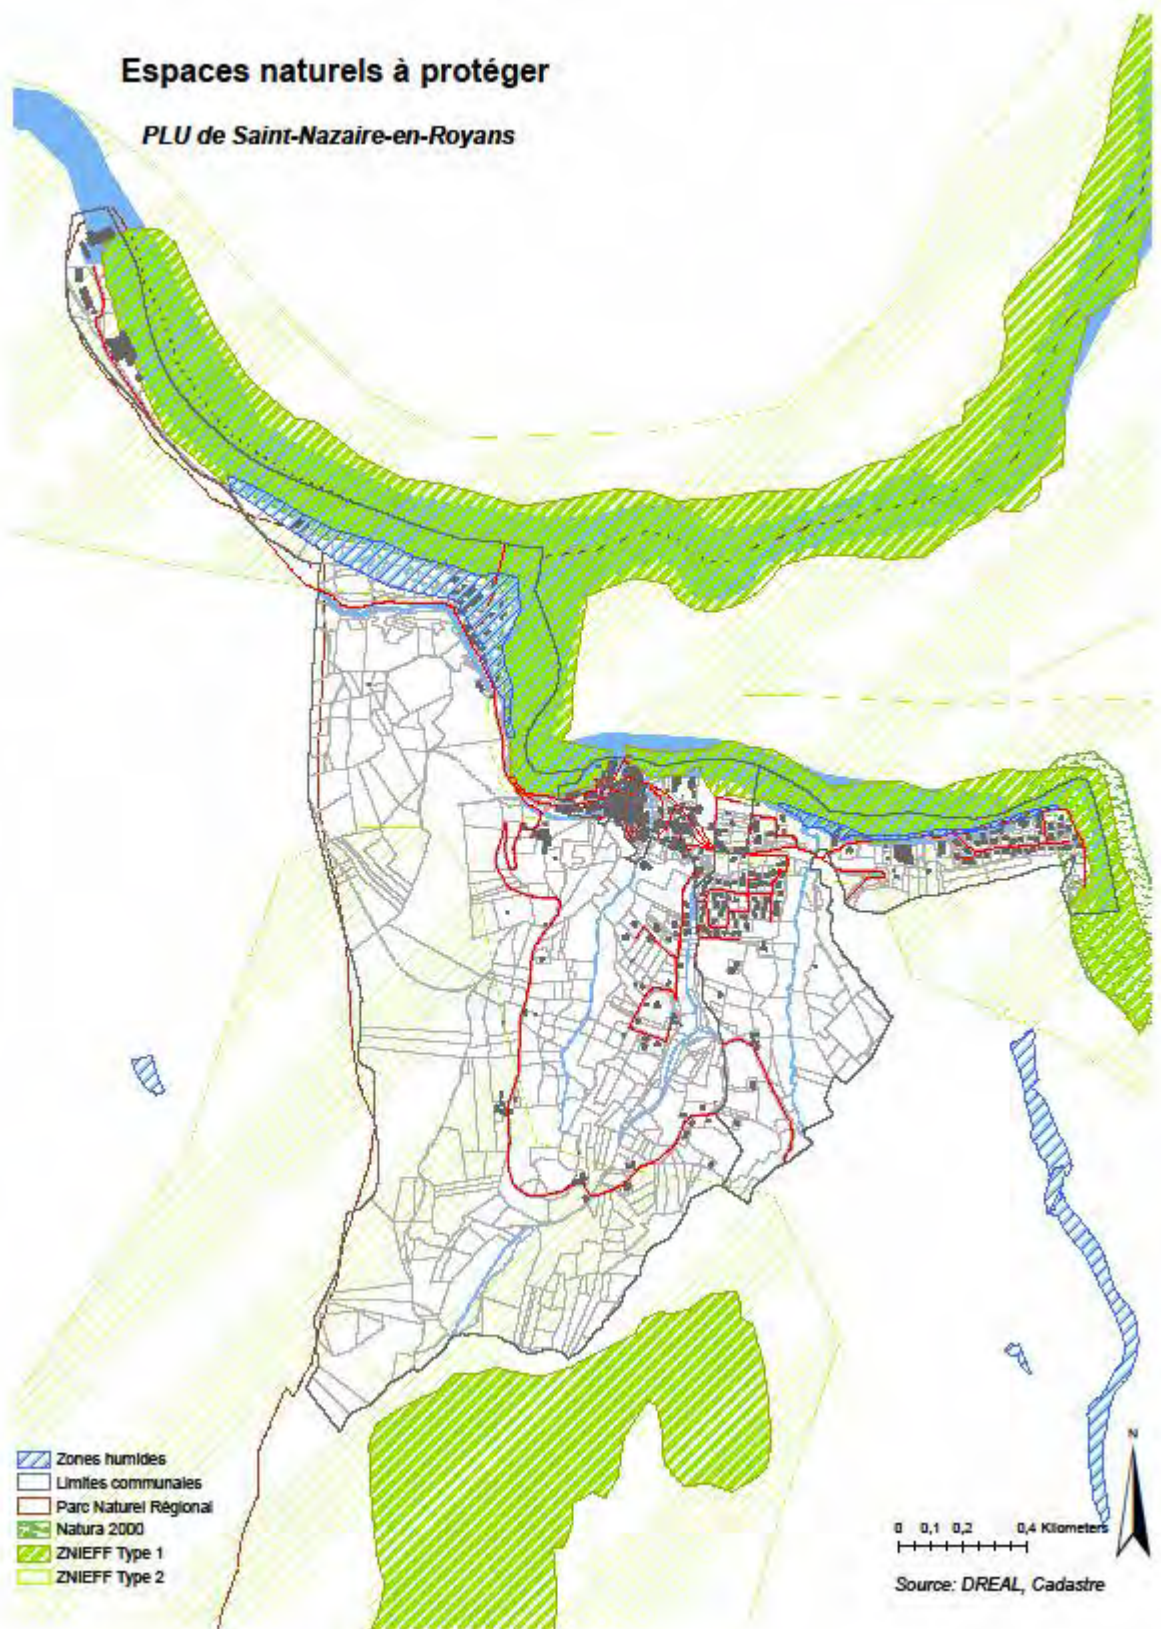 Espaces naturels à protéger
PLU de Saint-Nazaire-en-Royans
Zones humides
Limites communales
Parc Naturel Régional
Natura 2000
ZNIEFF Type 1
ZNIEFF Type 2
N
0 0,1 0,2 0,4 Kilometers
Source: DREAL, Cadastre